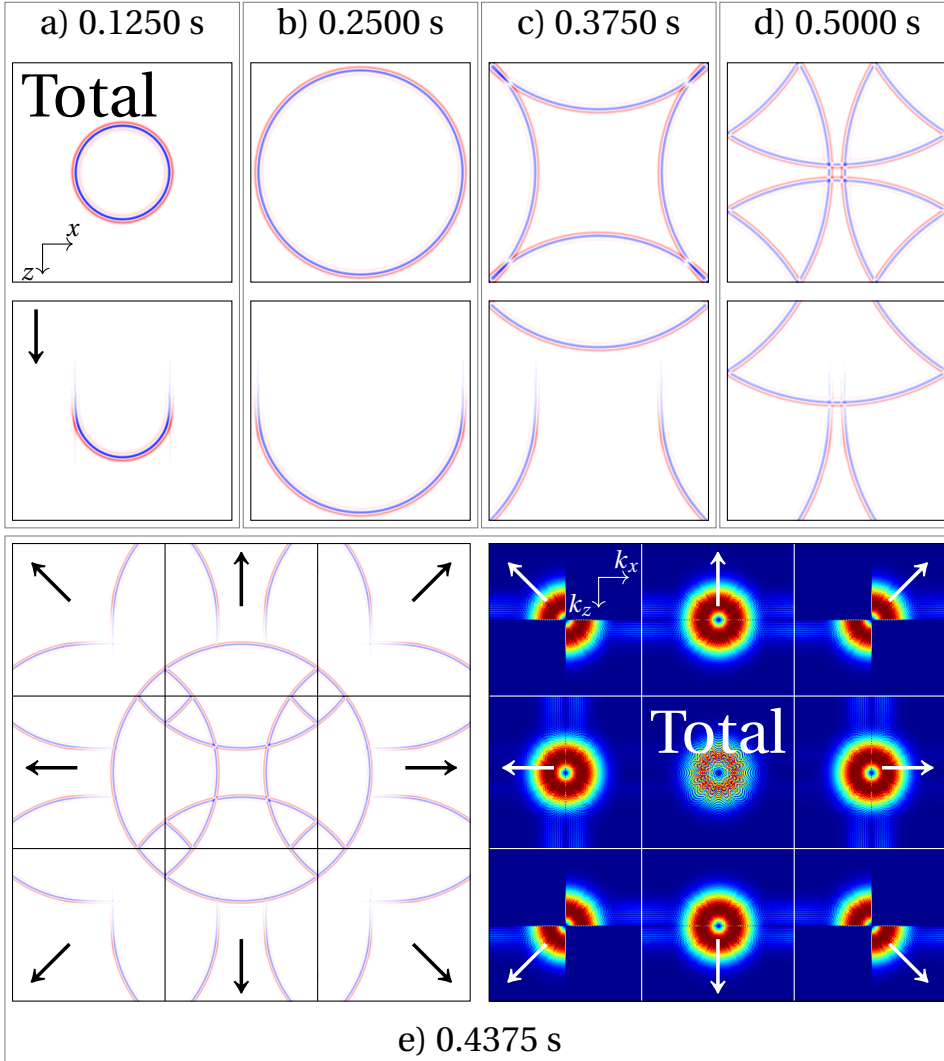 a) 0.1250 s
b) 0.2500 s
c) 0.3750 s
d) 0.5000 s
Total
x
z
k_x
k_z
Total
e) 0.4375 s